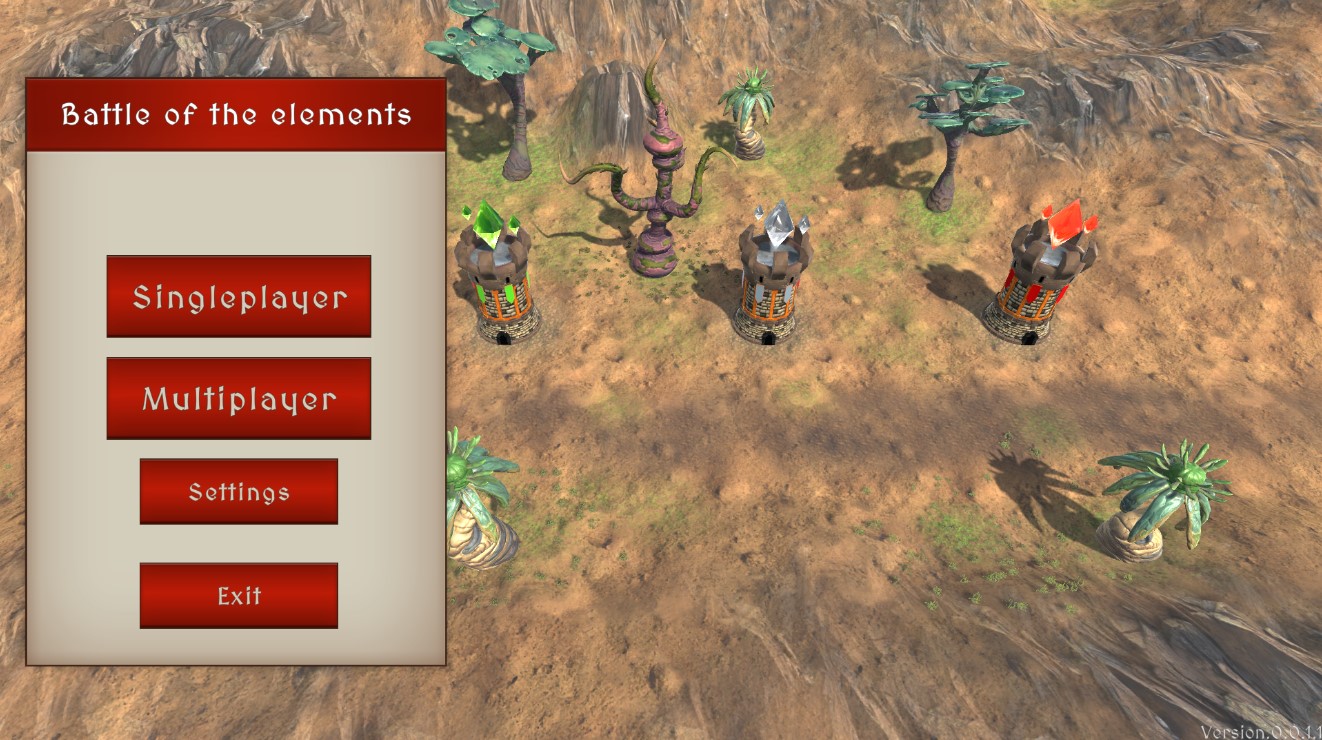 Battle of the elements
Singleplayer
Multiplayer
Settings
Exit
Version.0.0.1.1